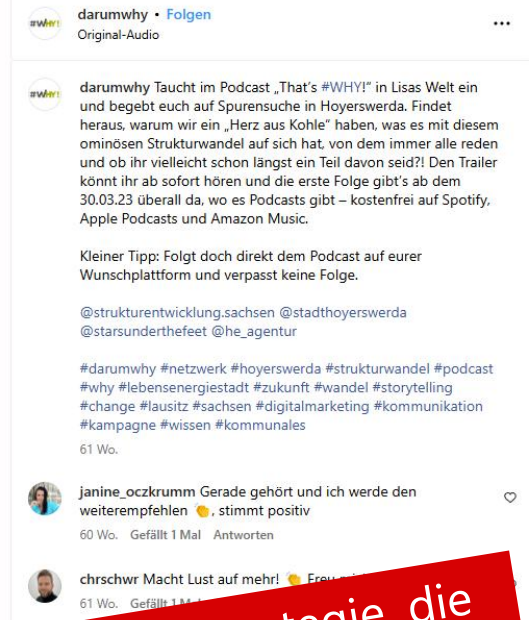 #WHY!
darumwhy • Folgen
Original-Audio
#WHY!
darumwhy Taucht im Podcast „That’s #WHY!“ in Lisas Welt ein
und begebt euch auf Spurensuche in Hoyerswerda. Findet
heraus, warum wir ein „Herz aus Kohle“ haben, was es mit diesem
ominösen Strukturwandel auf sich hat, von dem immer alle reden
und ob ihr vielleicht schon längst ein Teil davon seid?! Den Trailer
könnt ihr ab sofort hören und die erste Folge gibt’s ab dem
30.03.23 überall da, wo es Podcasts gibt – kostenfrei auf Spotify,
Apple Podcasts und Amazon Music.
Kleiner Tipp: Folgt doch direkt dem Podcast auf eurer
Wunschplattform und verpasst keine Folge.
@strukturentwicklung.sachsen @stadthoyerswerda
@starsunderthefeet @he_agentur
#darumwhy #netzwerk #hoyerswerda #strukturwandel #podcast
#why #lebensenergiestadt #zukunft #wandel #storytelling
#change #lausitz #sachsen #digitalmarketing #kommunikation
#kampagne #wissen #kommunales
61 Wo.
janine_oczkrumm Gerade gehört und ich werde den
weiterempfehlen 👏, stimmt positiv
60 Wo. Gefällt 1 Mal Antworten
chrschwr Macht Lust auf mehr! 👏
61 Wo. Gefällt 1
die